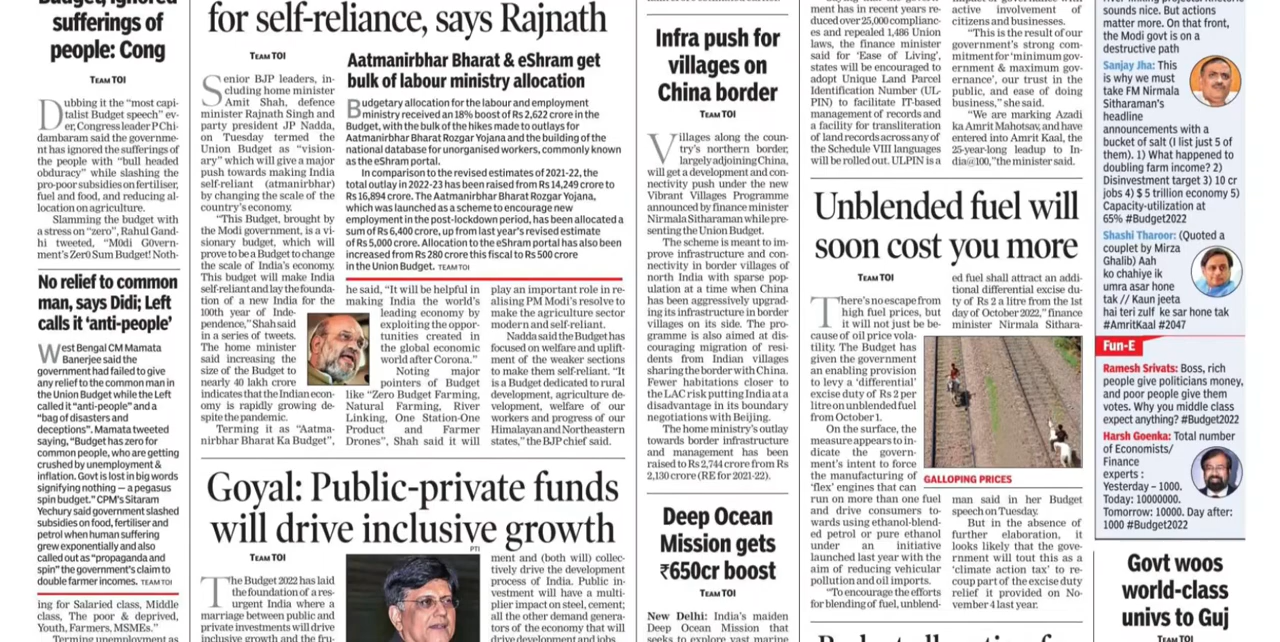 Budget, ignored
sufferings of
people: Cong
TEAM TOI
Dubbing it the “most capi-
talist Budget speech” ev-
er, Congress leader P Chi-
dambaram said the governme-
nt has ignored the sufferings of
the people with “bull headed
obduracy” while slashing the
pro-poor subsidies on fertiliser,
fuel and food, and reducing al-
location on agriculture.
Slamming the budget with
a stress on “zero”, Rahul Gand-
hi tweeted, “M0di Govern-
ment’s Zer0 Sum Budget! Noth-
No relief to common
man, says Didi; Left
calls it ‘anti-people’
West Bengal CM Mamata
Banerjee said the
government had failed to give
any relief to the common man in
the Union Budget while the Left
called it “anti-people” and a
“bag of disasters and
deceptions”. Mamata tweeted
saying, “Budget has zero for
common people, who are getting
crushed by unemployment &
inflation. Govt is lost in big words
signifying nothing – a pegasus
spin budget.” CPM’s Sitaram
Yechury said government slashed
subsidies on food, fertiliser and
petrol when human suffering
grew exponentially and also
called out as “propaganda and
spin” the government’s claim to
double farmer incomes. TEAM TOI
ing for Salaried class, Middle
class, The poor & deprived,
Youth, Farmers, MSMEs.”
Terming unemployment as
for self-reliance, says Rajnath
TEAM TOI
Senior BJP leaders, in-
cluding home minister
Amit Shah, defence
minister Rajnath Singh and
party president JP Nadda,
on Tuesday termed the
Union Budget as “vision-
ary” which will give a major
push towards making India
self-reliant (atmanirbhar)
by changing the scale of the
country’s economy.
“This Budget, brought by
the Modi government, is a vi-
sionary budget, which will
prove to be a Budget to change
the scale of India’s economy.
This budget will make India
self-reliant and lay the founda-
tion of a new India for the
100th year of Inde-
pendence,” Shah said
in a series of tweets.
The home minister
said increasing the
size of the Budget to
nearly 40 lakh crore
indicates that the Indian econ-
omy is rapidly growing de-
spite the pandemic.
Terming it as “Aatma-
nirbhar Bharat Ka Budget”,
Aatmanirbhar Bharat & eShram get
bulk of labour ministry allocation
Budgetary allocation for the labour and employment
ministry received an 18% boost of Rs 2,622 crore in the
Budget, with the bulk of the hikes made to outlays for
Aatmanirbhar Bharat Rozgar Yojana and the building of the
national database for unorganised workers, commonly known
as the eShram portal.
In comparison to the revised estimates of 2021-22, the
total outlay in 2022-23 has been raised from Rs 14,249 crore to
Rs 16,894 crore. The Aatmanirbhar Bharat Rozgar Yojana,
which was launched as a scheme to encourage new
employment in the post-lockdown period, has been allocated a
sum of Rs 6,400 crore, up from last year’s revised estimate
of Rs 5,000 crore. Allocation to the eShram portal has also been
increased from Rs 280 crore this fiscal to Rs 500 crore
in the Union Budget. TEAM TOI
he said, “It will be helpful in
making India the world’s
leading economy by
exploiting the oppor-
tunities created in
the global economic
world after Corona.”
Noting major
pointers of Budget
like “Zero Budget Farming,
Natural Farming, River
Linking, One Station-One
Product and Farmer
Drones”, Shah said it will
play an important role in re-
alising PM Modi’s resolve to
make the agriculture sector
modern and self-reliant.
Nadda said the Budget has
focused on welfare and uplift-
ment of the weaker sections
to make them self-reliant. “It
is a Budget dedicated to rural
development, agriculture de-
velopment, welfare of our
workers and progress of our
Himalayan and Northeastern
states,” the BJP chief said.
Goyal: Public-private funds
will drive inclusive growth
PTI
TEAM TOI
The Budget 2022 has laid
the foundation of a res-
urgent India where a
marriage between public and
private investments will drive
inclusive growth and the fru-
ment and (both will) collec-
tively drive the development
process of India. Public in-
vestment will have a multi-
plier impact on steel, cement;
all the other demand genera-
tors of the economy that will
drive development and jobs
Infra push for
villages on
China border
TEAM TOI
Villages along the coun-
try’s northern border,
largely adjoining China,
will get a development and con-
nectivity push under the new
Vibrant Villages Programme
announced by finance minister
Nirmala Sitharaman while pre-
senting the Union Budget.
The scheme is meant to im-
prove infrastructure and con-
nectivity in border villages of
north India with sparse pop-
ulation at a time when China
has been aggressively upgrad-
ing its infrastructure in border
villages on its side. The pro-
gramme is also aimed at dis-
couraging migration of resi-
dents from Indian villages
sharing the border with China.
Fewer habitations closer to
the LAC risk putting India at a
disadvantage in its boundary
negotiations with Beijing.
The home ministry’s outlay
towards border infrastructure
and management has been
raised to Rs 2,744 crore from Rs
2,130 crore (RE for 2021-22).
Deep Ocean
Mission gets
₹650cr boost
TEAM TOI
New Delhi: India’s maiden
Deep Ocean Mission that
seeks to explore vast marine
ment has in recent years re-
duced over 25,000 complianc-
es and repealed 1,486 Union
laws, the finance minister
said for ‘Ease of Living’,
states will be encouraged to
adopt Unique Land Parcel
Identification Number (UL-
PIN) to facilitate IT-based
management of records and
a facility for transliteration
of land records across any of
the Schedule VIII languages
will be rolled out. ULPIN is a
active involvement of
citizens and businesses.
“This is the result of our
government’s strong com-
mitment for ‘minimum gov-
ernment & maximum gov-
ernance’, our trust in the
public, and ease of doing
business,” she said.
“We are marking Azadi
ka Amrit Mahotsav, and have
entered into Amrit Kaal, the
25-year-long leadup to In-
dia@100,” the minister said.
Unblended fuel will
soon cost you more
TEAM TOI
There’s no escape from
high fuel prices, but
it will not just be be-
cause of oil price vola-
tility. The Budget has
given the government
an enabling provision
to levy a ‘differential’
excise duty of Rs 2 per
litre on unblended fuel
from October 1.
On the surface, the
measure appears to in-
dicate the govern-
ment’s intent to force
the manufacturing of
‘flex’ engines that can
run on more than one fuel
and drive consumers to-
wards using ethanol-blend-
ed petrol or pure ethanol
under an initiative
launched last year with the
aim of reducing vehicular
pollution and oil imports.
“To encourage the efforts
for blending of fuel, unblend-
ed fuel shall attract an addi-
tional differential excise du-
ty of Rs 2 a litre from the 1st
day of October 2022,” finance
minister Nirmala Sithara-
GALLOPING PRICES
man said in her Budget
speech on Tuesday.
But in the absence of
further elaboration, it
looks likely that the gove-
rnment will tout this as a
‘climate action tax’ to re-
coup part of the excise duty
relief it provided on No-
vember 4 last year.
sounds nice. But actions
matter more. On that front,
the Modi govt is on a
destructive path
Sanjay Jha: This
is why we must
take FM Nirmala
Sitharaman's
headline
announcements with a
bucket of salt (I list just 5 of
them). 1) What happened to
doubling farm income? 2)
Disinvestment target 3) 10 cr
jobs 4) $ 5 trillion economy 5)
Capacity-utilization at
65% #Budget2022
Shashi Tharoor: (Quoted a
couplet by Mirza
Ghalib) Aah
ko chahiye ik
umra asar hone
tak // Kaun jeeta
hai teri zulf ke sar hone tak
#AmritKaal #2047
Fun-E
Ramesh Srivats: Boss, rich
people give politicians money,
and poor people give them
votes. Why you middle class
expect anything? #Budget2022
Harsh Goenka: Total number
of Economists/
Finance
experts :
Yesterday – 1000.
Today: 10000000.
Tomorrow: 10000. Day after:
1000 #Budget2022
Govt woos
world-class
univs to Guj
TEAM TOI